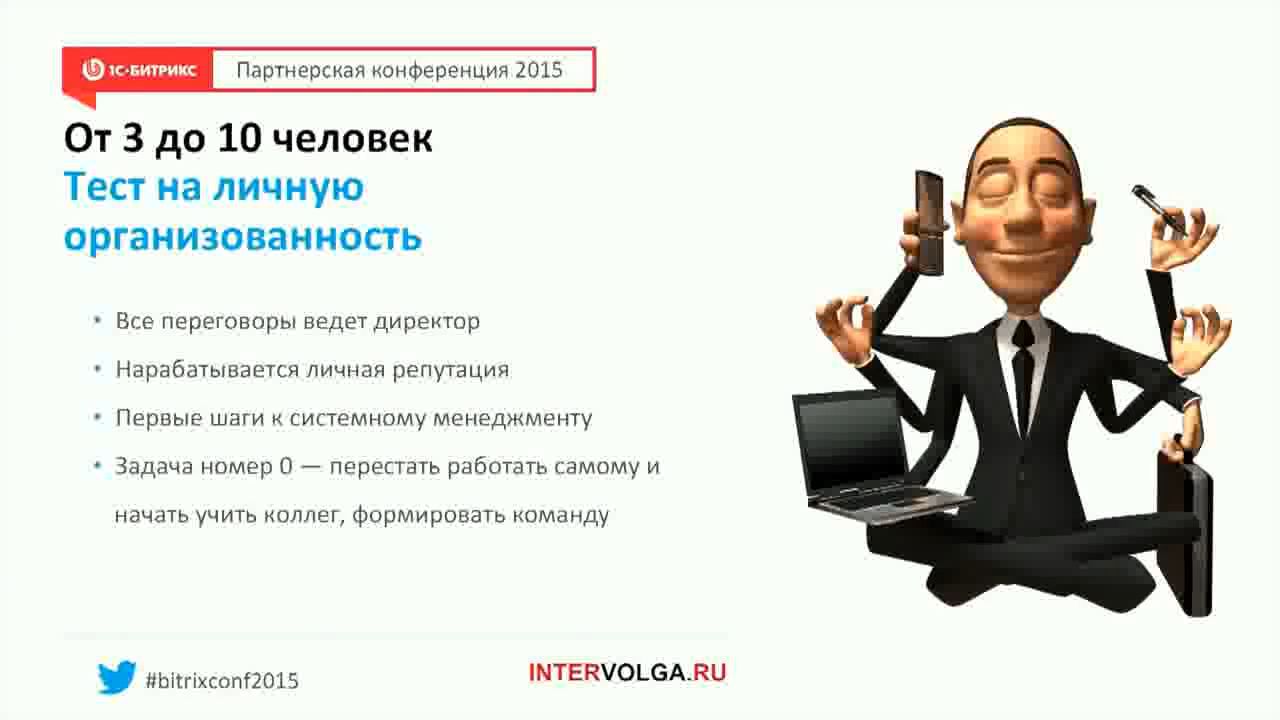 1С-БИТРИКС Партнерская конференция 2015
От 3 до 10 человек
Тест на личную
организованность
• Все переговоры ведет директор
• Нарабатывается личная репутация
• Первые шаги к системному менеджменту
• Задача номер 0 — перестать работать самому и
начать учить коллег, формировать команду
#bitrixconf2015
INTERVOLGA.RU